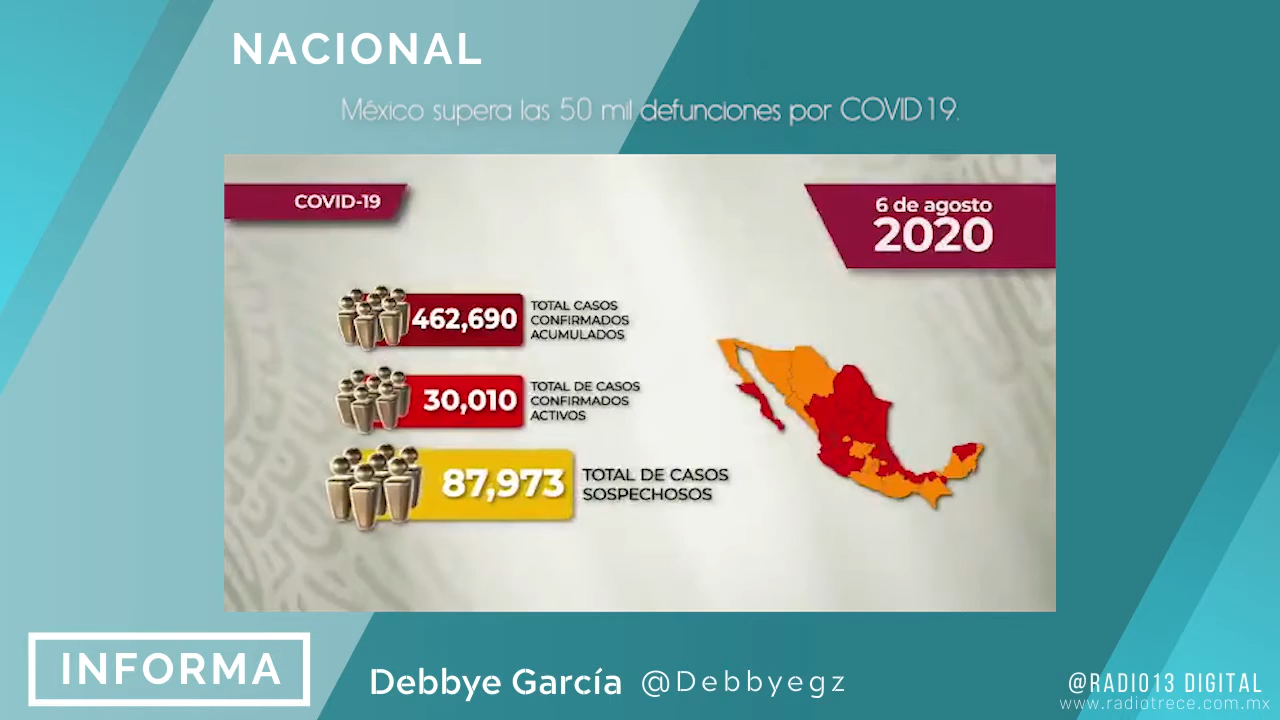 NACIONAL
México supera las 50 mil defunciones por COVID19.
COVID-19
6 de agosto
2020
462,690
TOTAL CASOS
CONFIRMADOS
ACUMULADOS
30,010
TOTAL DE CASOS
CONFIRMADOS
ACTIVOS
87,973
TOTAL DE CASOS
SOSPECHOSOS
INFORMA
Debbye García @Debbyegz
@RADIO13 DIGITAL
www.radiotrece.com.mx